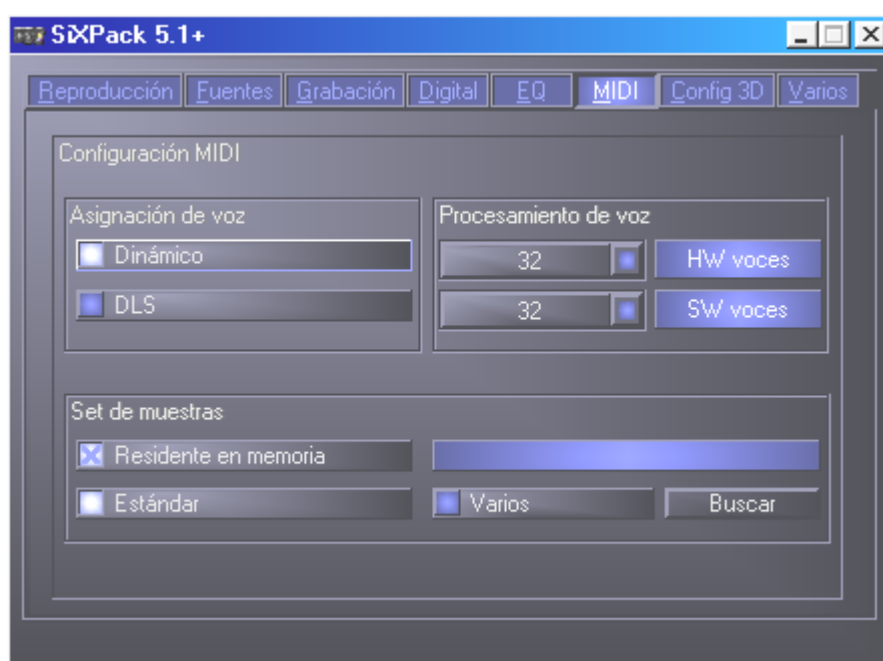 SiXPack 5.1+
Reproducción Fuentes Grabación Digital EQ MIDI Config 3D Varios
Configuración MIDI
Asignación de voz
Dinámico
DLS
Procesamiento de voz
32 HW voces
32 SW voces
Set de muestras
Residente en memoria
Estándar Varios Buscar